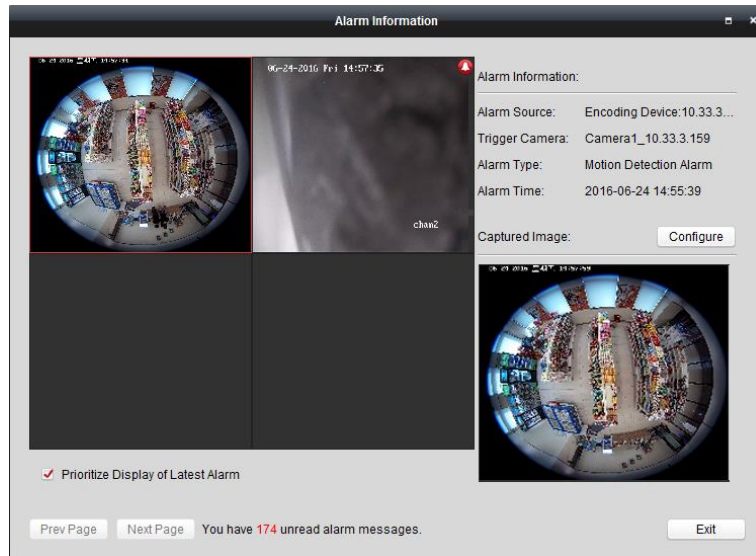 Alarm Information
06-24-2016 Fri 14:57:35
chan2
Alarm Information:
Alarm Source: Encoding Device:10.33.3...
Trigger Camera: Camera1_10.33.3.159
Alarm Type: Motion Detection Alarm
Alarm Time: 2016-06-24 14:55:39
Captured Image: Configure
Prioritize Display of Latest Alarm
Prev Page Next Page You have 174 unread alarm messages. Exit